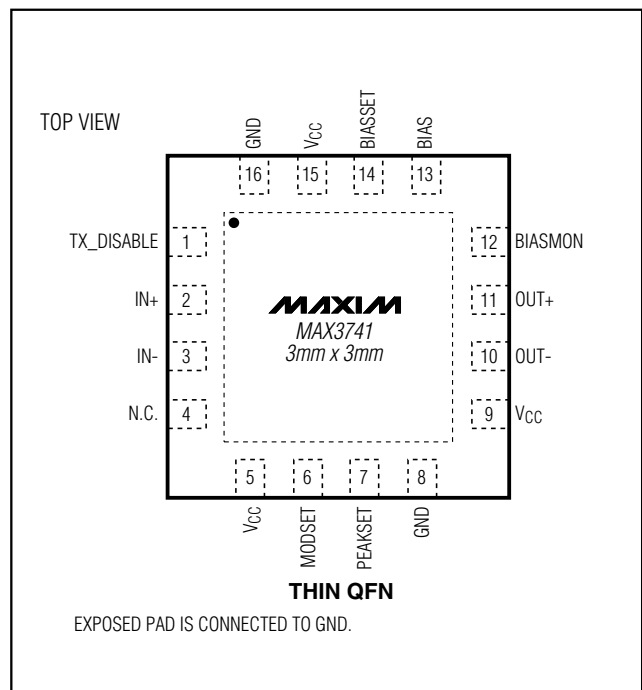 TOP VIEW
GND
VCC
BIASSET
BIAS
16
15
14
13
TX_DISABLE 1
12 BIASMON
IN+ 2
11 OUT+
MAXIM
MAX3741
3mm x 3mm
IN- 3
10 OUT-
N.C. 4
9 VCC
5
6
7
8
VCC
MODSET
PEAKSET
GND
THIN QFN
EXPOSED PAD IS CONNECTED TO GND.